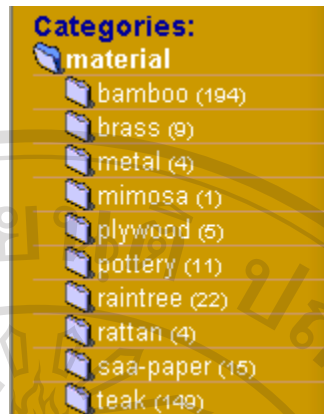 Categories:
material
bamboo (194)
brass (9)
metal (4)
mimosa (1)
plywood (5)
pottery (11)
raintree (22)
rattan (4)
saa-paper (15)
teak (149)